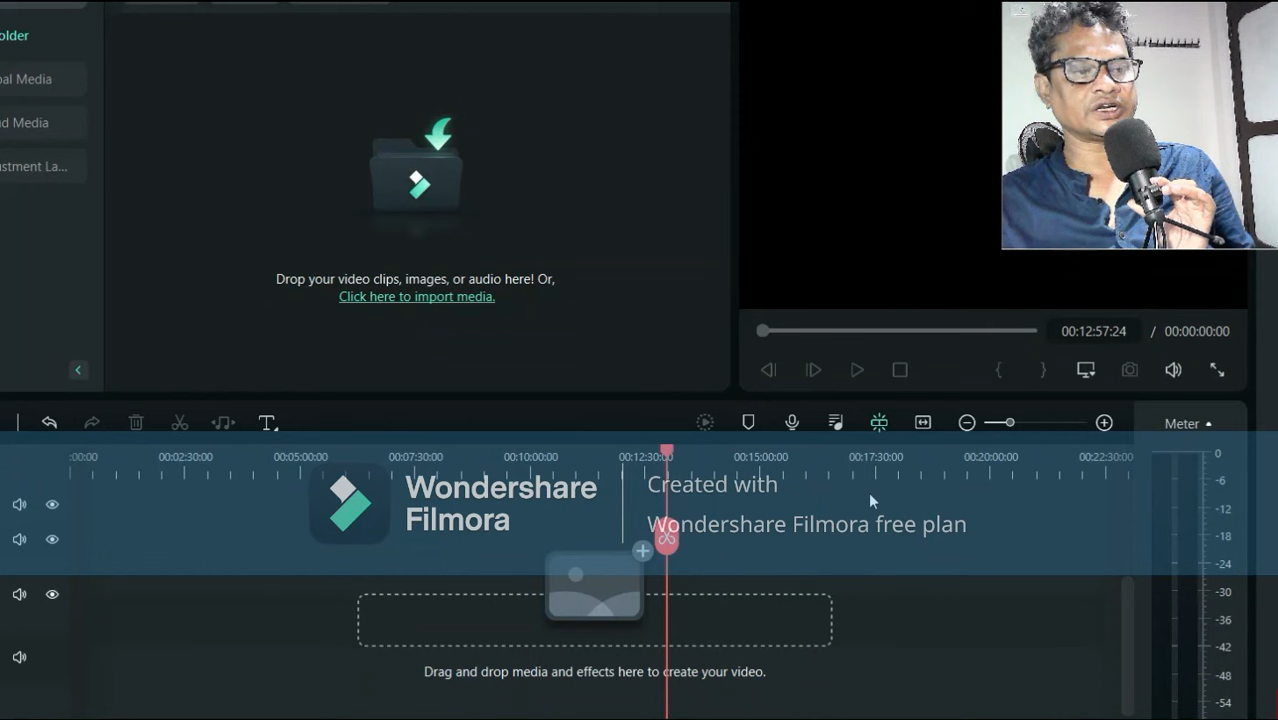 older
bal Media
d Media
ustment La...
Drop your video clips, images, or audio here! Or,
Click here to import media.
00:12:57:24 / 00:00:00:00
Meter
:00:00 00:02:30:00 00:05:00:00 00:07:30:00 00:10:00:00 00:12:30:00 00:15:00:00 00:17:30:00 00:20:00:00 00:22:30:00
Wondershare
Filmora
Created with
Wondershare Filmora free plan
Drag and drop media and effects here to create your video.
0
-6
-12
-18
-24
-30
-36
-42
-48
-54